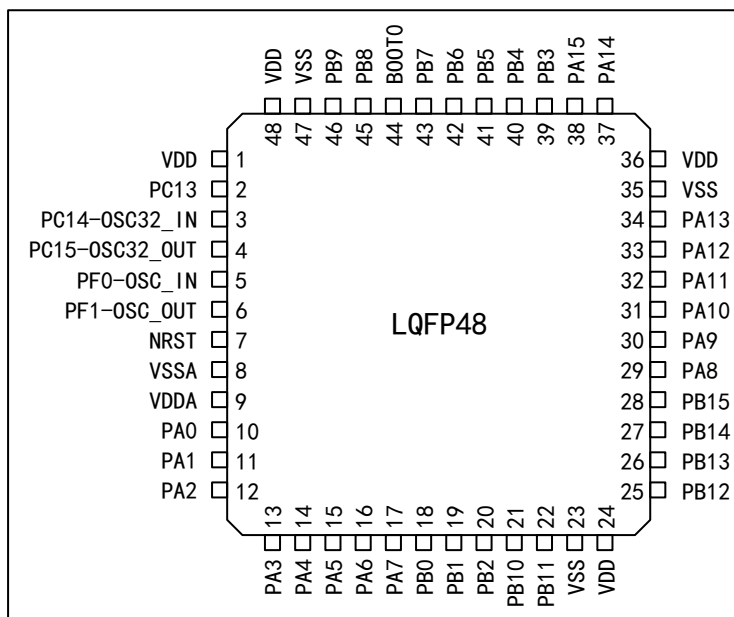 VDD VSS PB9 PB8 BOOT0 PB7 PB6 PB5 PB4 PB3 PA15 PA14
48 47 46 45 44 43 42 41 40 39 38 37
VDD 1 36 VDD
PC13 2 35 VSS
PC14-OSC32_IN 3 34 PA13
PC15-OSC32_OUT 4 33 PA12
PF0-OSC_IN 5 32 PA11
PF1-OSC_OUT 6 31 PA10
LQFP48
NRST 7 30 PA9
VSSA 8 29 PA8
VDDA 9 28 PB15
PA0 10 27 PB14
PA1 11 26 PB13
PA2 12 25 PB12
13 14 15 16 17 18 19 20 21 22 23 24
PA3 PA4 PA5 PA6 PA7 PB0 PB1 PB2 PB10 PB11 VSS VDD